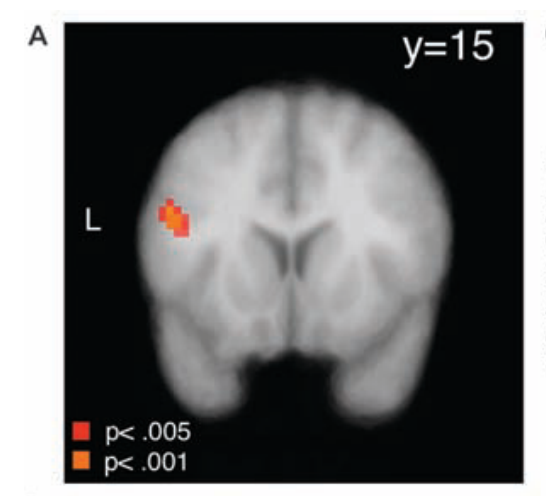 A
y=15
L
p< .005
p< .001